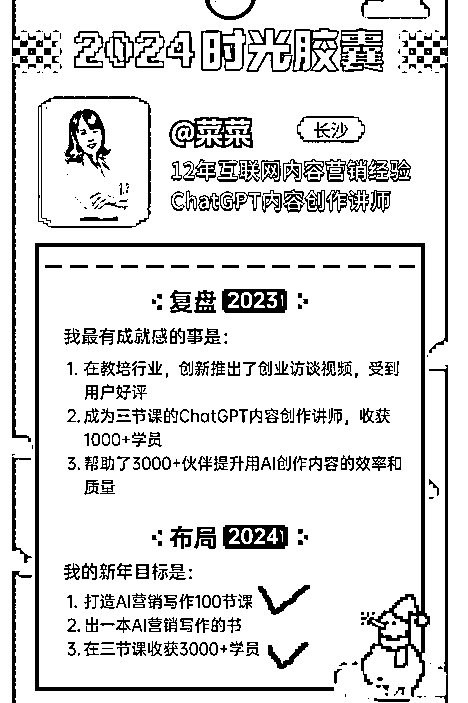 2024时光胶囊
@菜菜
长沙
12年互联网内容营销经验
ChatGPT内容创作讲师
复盘 2023
我最有成就感的事是：
1. 在教培行业，创新推出了创业访谈视频，受到
用户好评
2. 成为三节课的ChatGPT内容创作讲师，收获
1000+学员
3. 帮助了3000+伙伴提升用AI创作内容的效率和
质量
布局 2024
我的新年目标是：
1. 打造AI营销写作100节课
2. 出一本AI营销写作的书
3. 在三节课收获3000+学员